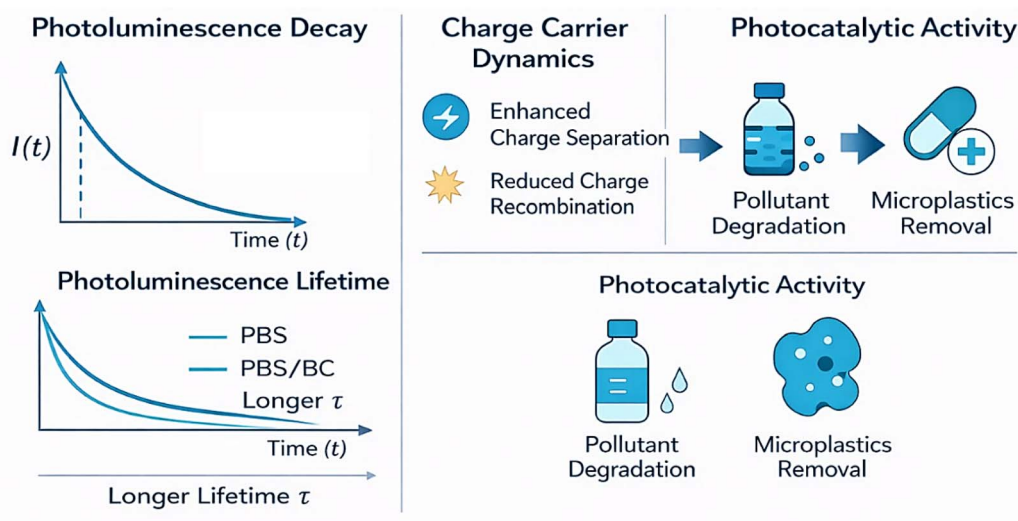 Photoluminescence Decay
I(t)
Time (t)
Photoluminescence Lifetime
PBS
PBS/BC
Longer τ
Time (t)
Longer Lifetime τ
Charge Carrier
Dynamics
Enhanced
Charge Separation
Reduced Charge
Recombination
Photocatalytic Activity
Pollutant
Degradation
Microplastics
Removal
Photocatalytic Activity
Pollutant
Degradation
Microplastics
Removal